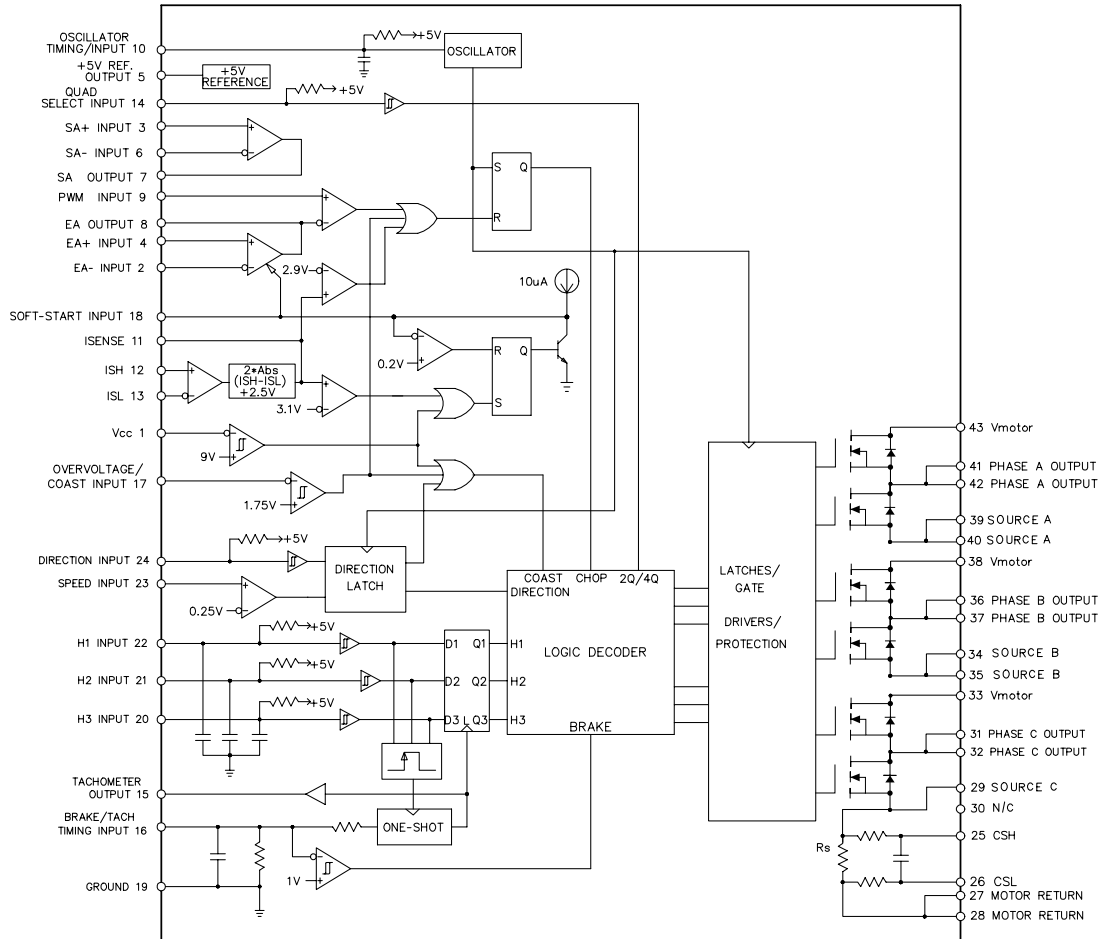 OSCILLATOR
TIMING/INPUT 10
+5V
OSCILLATOR
+5V REF.
OUTPUT 5
+5V
REFERENCE
QUAD
SELECT INPUT 14
+5V
SA+ INPUT 3
SA- INPUT 6
SA OUTPUT 7
PWM INPUT 9
EA OUTPUT 8
EA+ INPUT 4
EA- INPUT 2
+
-
+
-
+
-
2.9V
-
+
S Q
R
10uA
SOFT-START INPUT 18
ISENSE 11
ISH 12
ISL 13
+
-
2*Abs
(ISH-ISL)
+2.5V
-
+
0.2V
+
-
3.1V
R Q
S
Vcc 1
-
+
9V
OVERVOLTAGE/
COAST INPUT 17
-
+
1.75V
DIRECTION INPUT 24
+5V
SPEED INPUT 23
+
-
0.25V
DIRECTION
LATCH
COAST CHOP 2Q/4Q
DIRECTION
LOGIC DECODER
H1
H2
H3
BRAKE
H1 INPUT 22
+5V
H2 INPUT 21
+5V
H3 INPUT 20
+5V
D1 Q1
D2 Q2
D3 L Q3
TACHOMETER
OUTPUT 15
BRAKE/TACH
TIMING INPUT 16
ONE-SHOT
-
+
1V
GROUND 19
LATCHES/
GATE
DRIVERS/
PROTECTION
43 Vmotor
41 PHASE A OUTPUT
42 PHASE A OUTPUT
39 SOURCE A
40 SOURCE A
38 Vmotor
36 PHASE B OUTPUT
37 PHASE B OUTPUT
34 SOURCE B
35 SOURCE B
33 Vmotor
31 PHASE C OUTPUT
32 PHASE C OUTPUT
29 SOURCE C
30 N/C
25 CSH
Rs
26 CSL
27 MOTOR RETURN
28 MOTOR RETURN